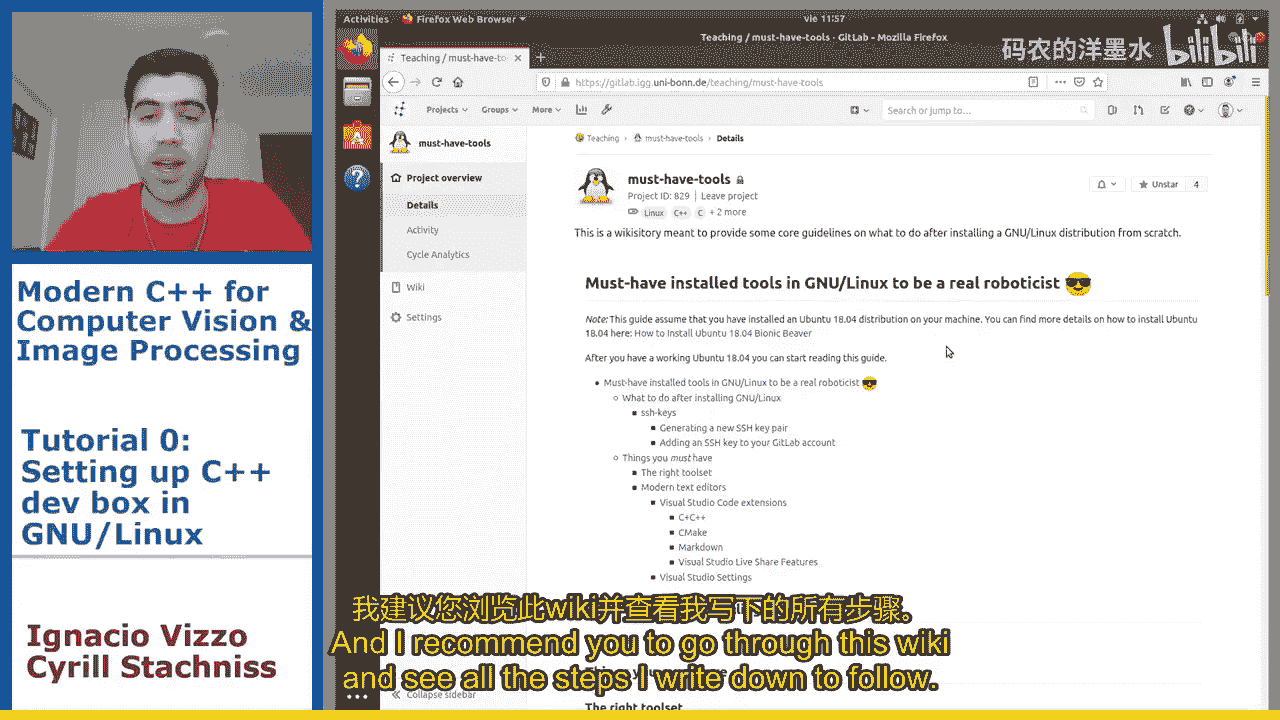 Activities
Firefox Web Browser
vie 11:57
Teaching / must-have-tools · GitLab - Mozilla Firefox
码农的洋墨水 bilibili
Teaching / must-have-to
https://gitlab.igg.uni-bonn.de/teaching/must-have-tools
Projects
Groups
More
Search or jump to...
must-have-tools
Project overview
Details
Activity
Cycle Analytics
Wiki
Settings
Collapse sidebar
Teaching > must-have-tools > Details
must-have-tools
Project ID: 829 | Leave project
Linux C++ C + 2 more
Unstar 4
This is a wikisitory meant to provide some core guidelines on what to do after installing a GNU/Linux distribution from scratch.
Must-have installed tools in GNU/Linux to be a real roboticist 😎
Note: This guide assume that you have installed an Ubuntu 18.04 distribution on your machine. You can find more details on how to install Ubuntu
18.04 here: How to Install Ubuntu 18.04 Bionic Beaver
After you have a working Ubuntu 18.04 you can start reading this guide.
Must-have installed tools in GNU/Linux to be a real roboticist 😎
What to do after installing GNU/Linux
ssh-keys
Generating a new SSH key pair
Adding an SSH key to your GitLab account
Things you must have
The right toolset
Modern text editors
Visual Studio Code extensions
C+C++
CMake
Markdown
Visual Studio Live Share Features
Visual Studio Settings
The right toolset
我建议您浏览此wiki并查看我写下的所有步骤。
And I recommend you to go through this wiki
and see all the steps I write down to follow.
Modern C++ for
Computer Vision &
Image Processing
Tutorial 0:
Setting up C++
dev box in
GNU/Linux
Ignacio Vizzo
Cyrill Stachniss